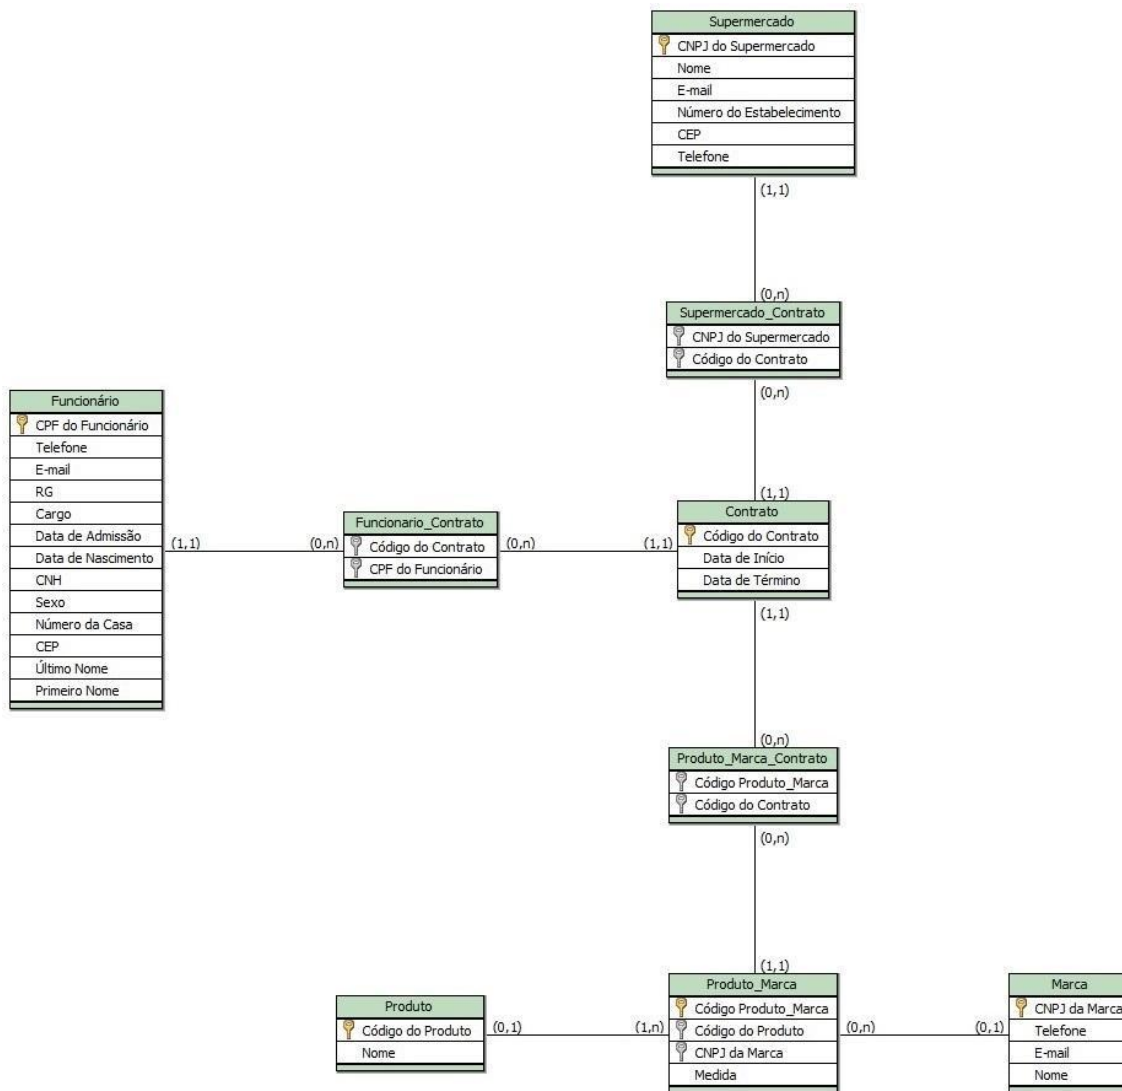 Supermercado
CNPJ do Supermercado
Nome
E-mail
Número do Estabelecimento
CEP
Telefone
(1,1)
(0,n)
Supermercado_Contrato
CNPJ do Supermercado
Código do Contrato
(0,n)
Funcionário
CPF do Funcionário
Telefone
E-mail
RG
Cargo
Data de Admissão
Data de Nascimento
CNH
Sexo
Número da Casa
CEP
Último Nome
Primeiro Nome
(1,1)
(0,n)
Funcionario_Contrato
Código do Contrato
CPF do Funcionário
(0,n)
(1,1)
(1,1)
Contrato
Código do Contrato
Data de Início
Data de Término
(1,1)
(0,n)
Produto_Marca_Contrato
Código Produto_Marca
Código do Contrato
(0,n)
(1,1)
Produto
Código do Produto
Nome
(0,1)
(1,n)
Produto_Marca
Código Produto_Marca
Código do Produto
CNPJ da Marca
Medida
(0,n)
(0,1)
Marca
CNPJ da Marca
Telefone
E-mail
Nome